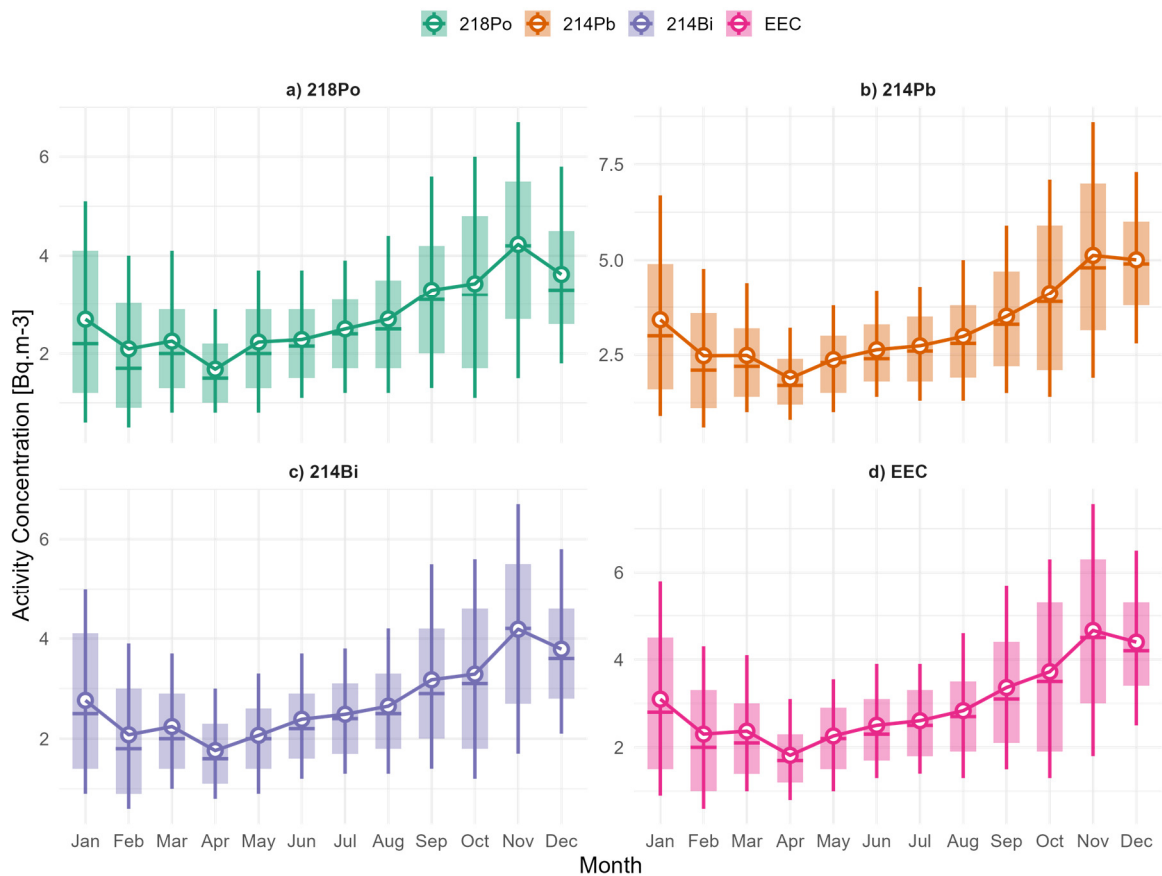 218Po 214Pb 214Bi EEC
a) 218Po
b) 214Pb
6
4
2
7.5
5.0
2.5
c) 214Bi
d) EEC
6
4
2
6
4
2
Activity Concentration [Bq.m-3]
Jan Feb Mar Apr May Jun Jul Aug Sep Oct Nov Dec
Jan Feb Mar Apr May Jun Jul Aug Sep Oct Nov Dec
Month